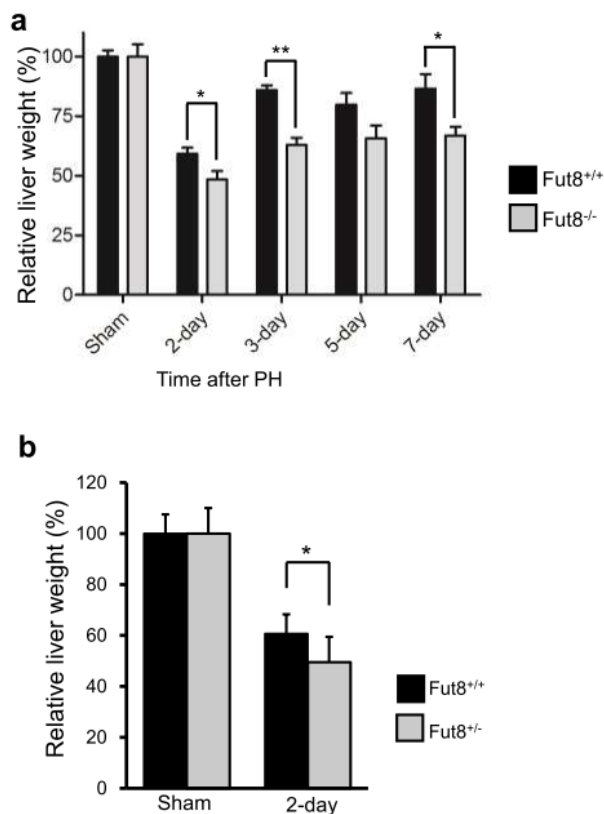 a
Relative liver weight (%)
100
75
50
25
0
*
**
*
Sham
2-day
3-day
5-day
7-day
Time after PH
Fut8+/+
Fut8-/-
b
Relative liver weight (%)
120
100
80
60
40
20
0
*
Sham
2-day
Fut8+/+
Fut8+/-